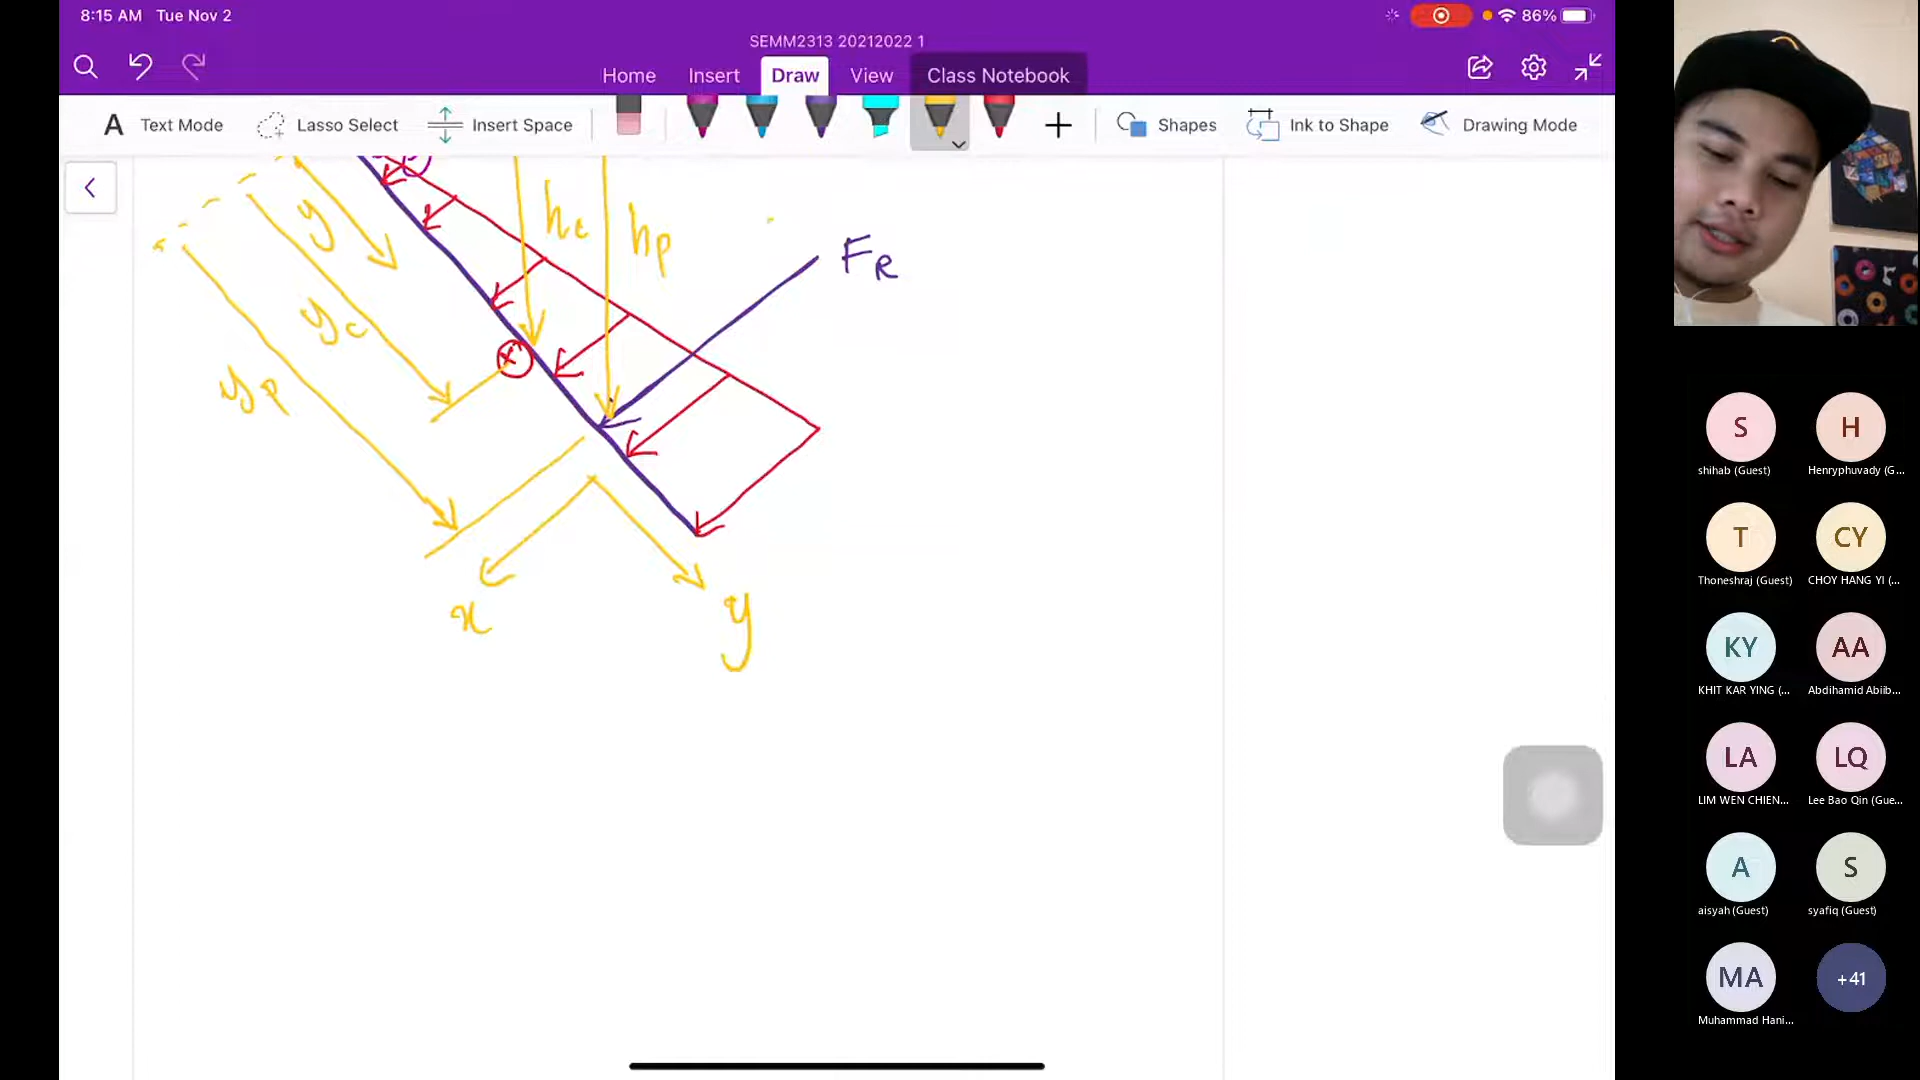 8:15 AM Tue Nov 2
86%
SEMM2313 20212022 1
Home Insert Draw View Class Notebook
A Text Mode Lasso Select Insert Space Shapes Ink to Shape Drawing Mode
y
hc
hp
FR
yc
yp
x
x
y
S
shihab (Guest)
H
Henryphuvady (G...
T
Thoneshraj (Guest)
CY
CHOY HANG YI (...
KY
KHIT KAR YING (...
AA
Abdihamid Abiib...
LA
LIM WEN CHIEN...
LQ
Lee Bao Qin (Gue...
A
aisyah (Guest)
S
syafiq (Guest)
MA
Muhammad Hani...
+41